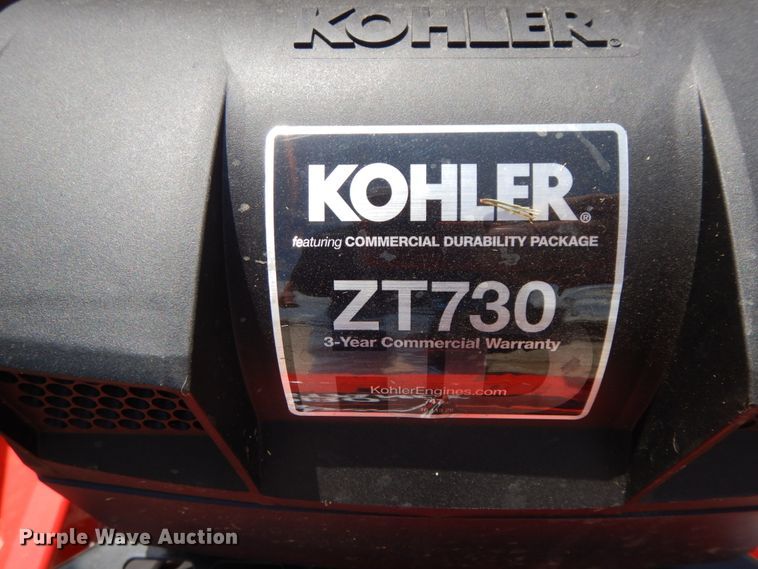 KOHLER.
KOHLER®
featuring COMMERCIAL DURABILITY PACKAGE
ZT730
3-Year Commercial Warranty
KohlerEngines.com
Purple Wave Auction